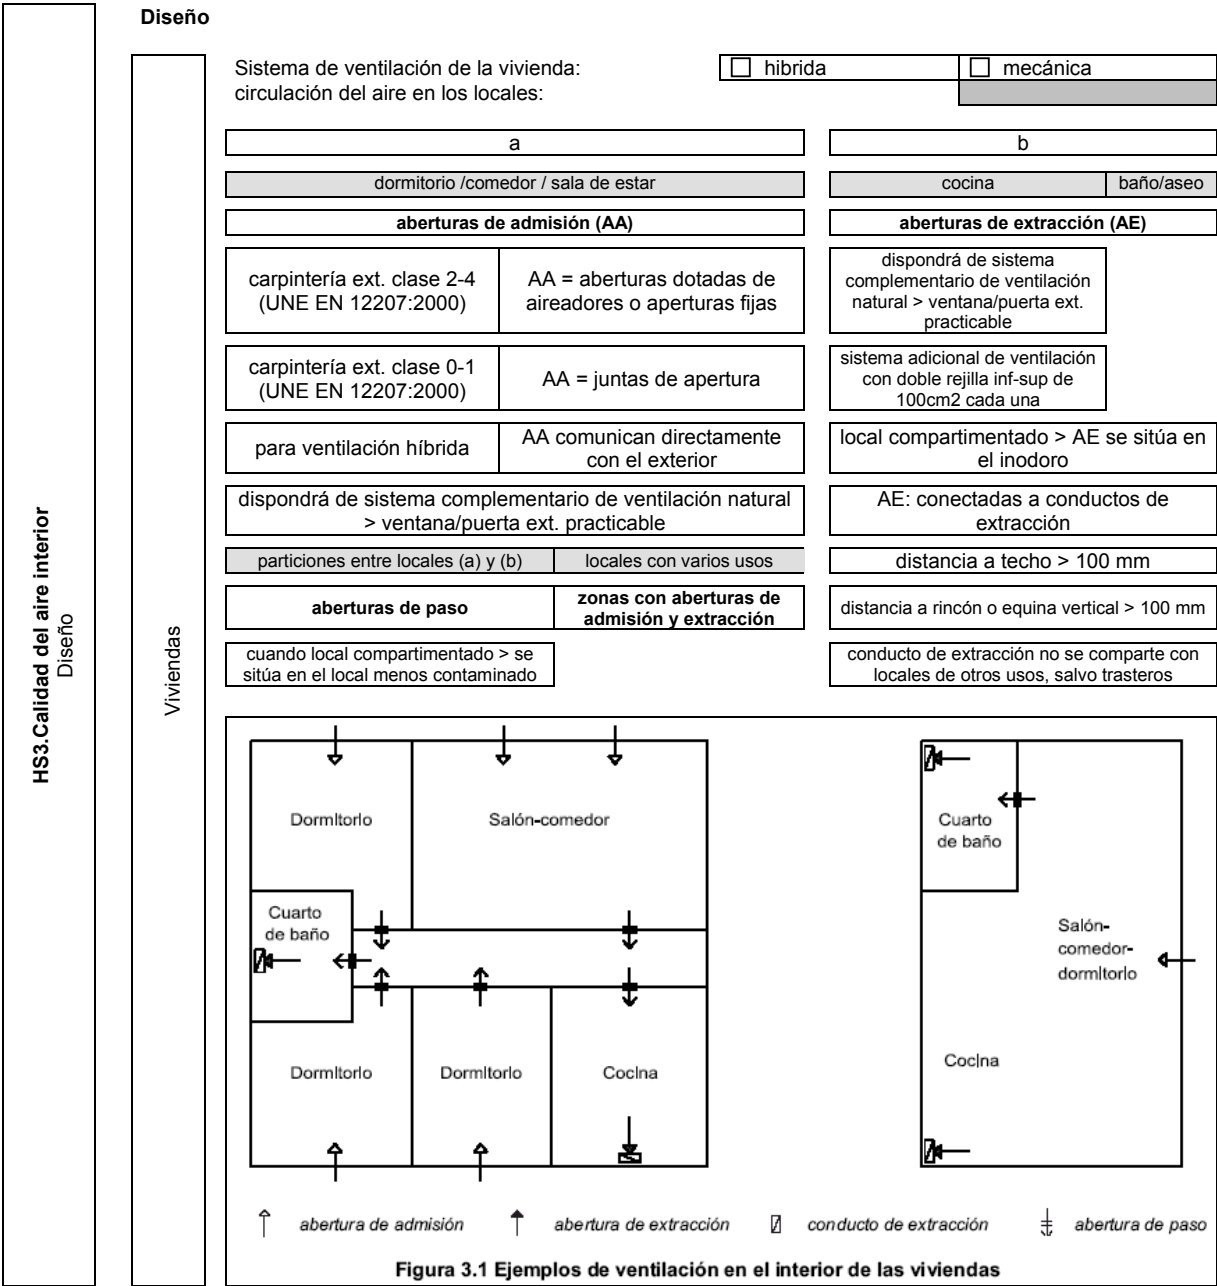 Diseño
HS3.Calidad del aire interior
Diseño
Viviendas
Sistema de ventilación de la vivienda:
hibrida
mecánica
circulación del aire en los locales:
a
b
dormitorio /comedor / sala de estar
cocina
baño/aseo
aberturas de admisión (AA)
aberturas de extracción (AE)
carpintería ext. clase 2-4
(UNE EN 12207:2000)
AA = aberturas dotadas de
aireadores o aperturas fijas
dispondrá de sistema
complementario de ventilación
natural > ventana/puerta ext.
practicable
carpintería ext. clase 0-1
(UNE EN 12207:2000)
AA = juntas de apertura
sistema adicional de ventilación
con doble rejilla inf-sup de
100cm2 cada una
para ventilación híbrida
AA comunican directamente
con el exterior
local compartimentado > AE se sitúa en
el inodoro
dispondrá de sistema complementario de ventilación natural
> ventana/puerta ext. practicable
AE: conectadas a conductos de
extracción
particiones entre locales (a) y (b)
locales con varios usos
distancia a techo > 100 mm
aberturas de paso
zonas con aberturas de
admisión y extracción
distancia a rincón o equina vertical > 100 mm
cuando local compartimentado > se
sitúa en el local menos contaminado
conducto de extracción no se comparte con
locales de otros usos, salvo trasteros
Dormitorio
Salón-comedor
Cuarto
de baño
Cuarto
de baño
Salón-
comedor-
dormitorio
Dormitorio
Dormitorio
Cocina
Cocina
abertura de admisión
abertura de extracción
conducto de extracción
abertura de paso
Figura 3.1 Ejemplos de ventilación en el interior de las viviendas